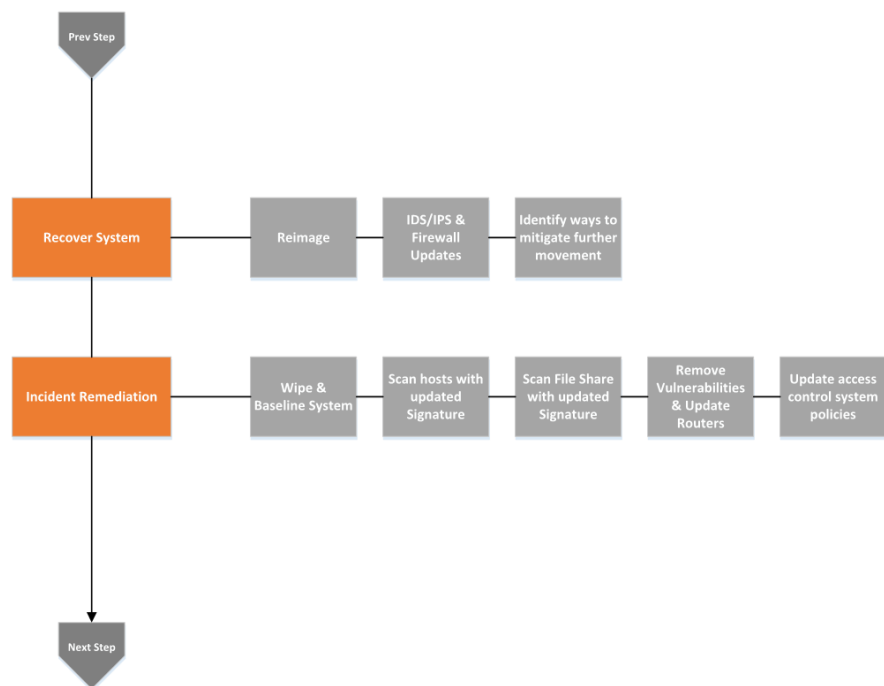 Prev Step
Recover System
Reimage
IDS/IPS &
Firewall
Updates
Identify ways to
mitigate further
movement
Incident Remediation
Wipe &
Baseline System
Scan hosts with
updated
Signature
Scan File Share
with updated
Signature
Remove
Vulnerabilities
& Update
Routers
Update access
control system
policies
Next Step